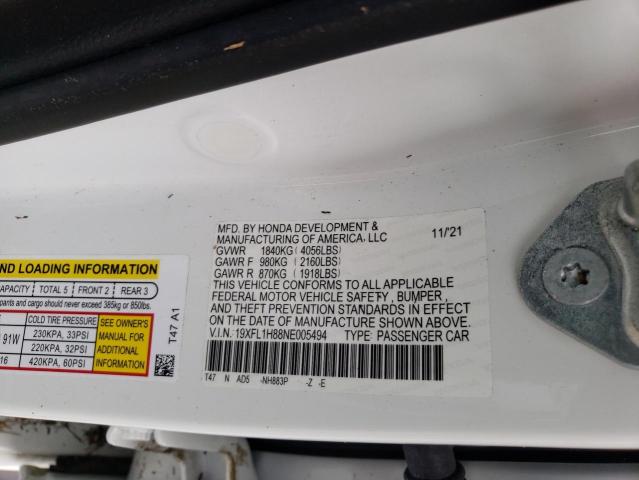 MFD. BY HONDA DEVELOPMENT & 11/21
MANUFACTURING OF AMERICA, LLC
GVWR 1840KG (4056LBS)
GAWR F 980KG (2160LBS)
GAWR R 870KG (1918LBS)
THIS VEHICLE CONFORMS TO ALL APPLICABLE
FEDERAL MOTOR VEHICLE SAFETY, BUMPER,
AND THEFT PREVENTION STANDARDS IN EFFECT
ON THE DATE OF MANUFACTURE SHOWN ABOVE.
V.I.N. 19XFL1H88NE005494 TYPE: PASSENGER CAR
T47 N AD5 -NH883P -Z -E
ND LOADING INFORMATION
CAPACITY TOTAL 5 FRONT 2 REAR 3
pants and cargo should never exceed 385kg or 850lbs.
COLD TIRE PRESSURE
91W 230KPA, 33PSI
220KPA, 32PSI
16 420KPA, 60PSI
SEE OWNER'S
MANUAL FOR
ADDITIONAL
INFORMATION
T47 A1